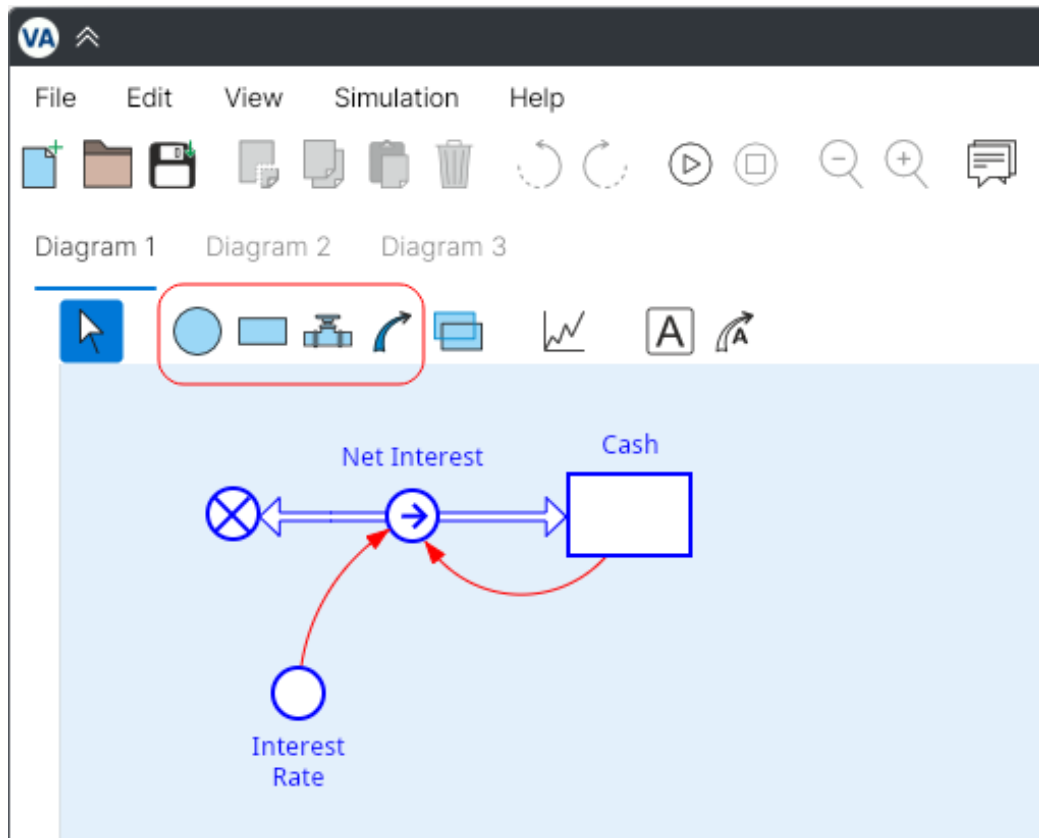 VA
File Edit View Simulation Help
Diagram 1 Diagram 2 Diagram 3
A A
Cash
Net Interest
Interest
Rate